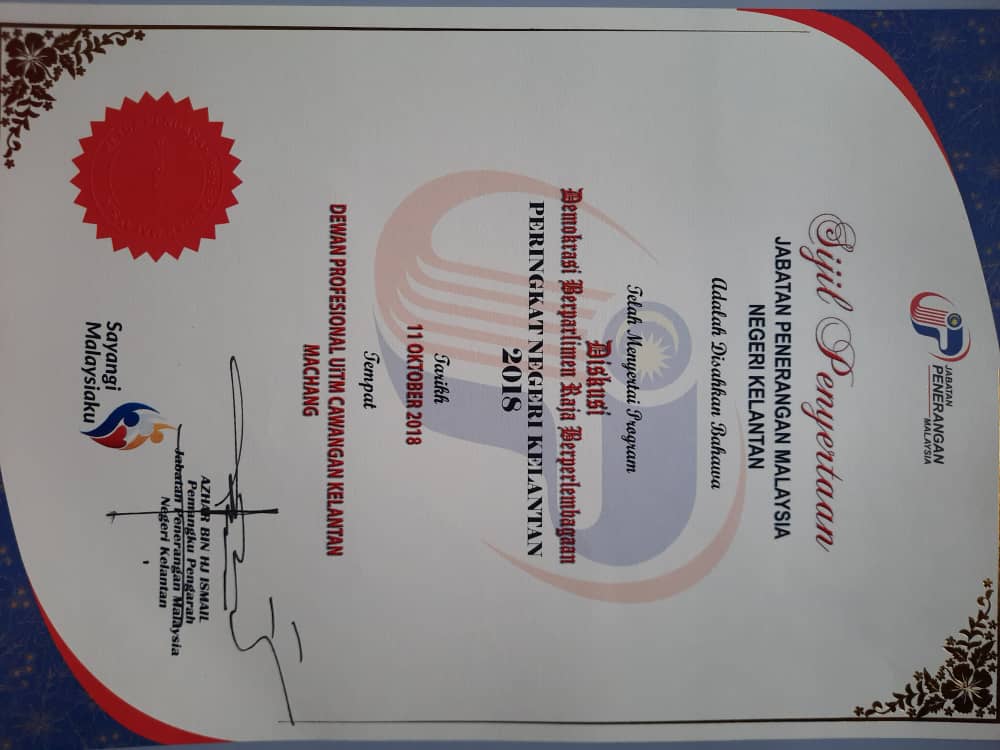 JABATAN
PENERANGAN
MALAYSIA
Sijil Penyertaan
JABATAN PENERANGAN MALAYSIA
NEGERI KELANTAN
Adalah Disahkan Bahawa
Telah Menyertai Program
Diskusi
Demokrasi Berparlimen Raja Berperlembagaan
PERINGKAT NEGERI KELANTAN
2018
Tarikh
11 OKTOBER 2018
Tempat
DEWAN PROFESIONAL UiTM CAWANGAN KELANTAN
MACHANG
AZHAR BIN HJ ISMAIL
Pemangku Pengarah
Jabatan Penerangan Malaysia
Negeri Kelantan
Sayangi
Malaysiaku